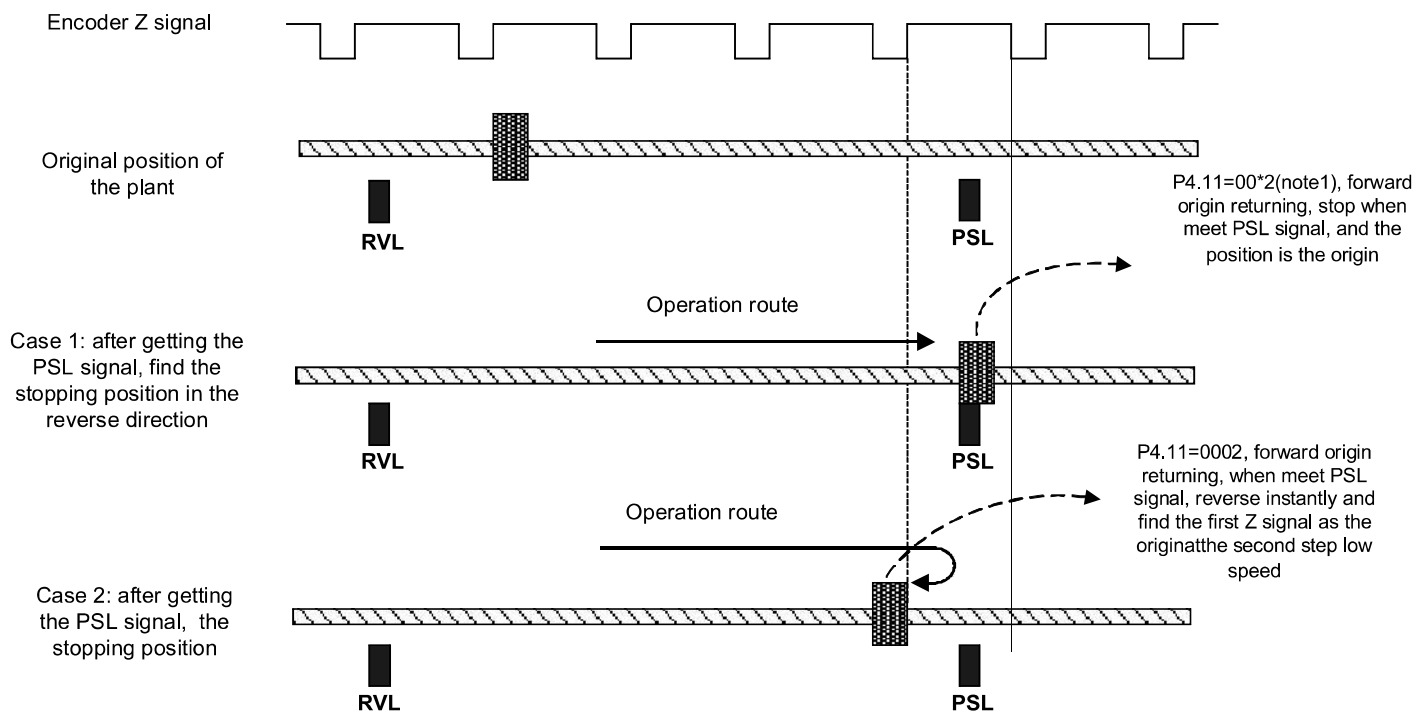 Encoder Z signal
Original position of
the plant
RVL
PSL
P4.11=00*2(note1), forward
origin returning, stop when
meet PSL signal, and the
position is the origin
Operation route
Case 1: after getting the
PSL signal, find the
stopping position in the
reverse direction
RVL
PSL
P4.11=0002, forward origin
returning, when meet PSL
signal, reverse instantly and
find the first Z signal as the
originatthe second step low
speed
Operation route
Case 2: after getting
the PSL signal, the
stopping position
RVL
PSL